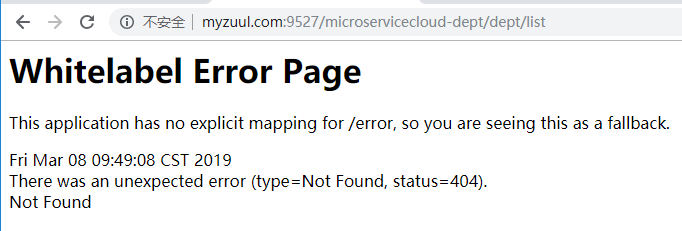 不安全 myzuul.com:9527/microservicecloud-dept/dept/list
Whitelabel Error Page
This application has no explicit mapping for /error, so you are seeing this as a fallback.
Fri Mar 08 09:49:08 CST 2019
There was an unexpected error (type=Not Found, status=404).
Not Found